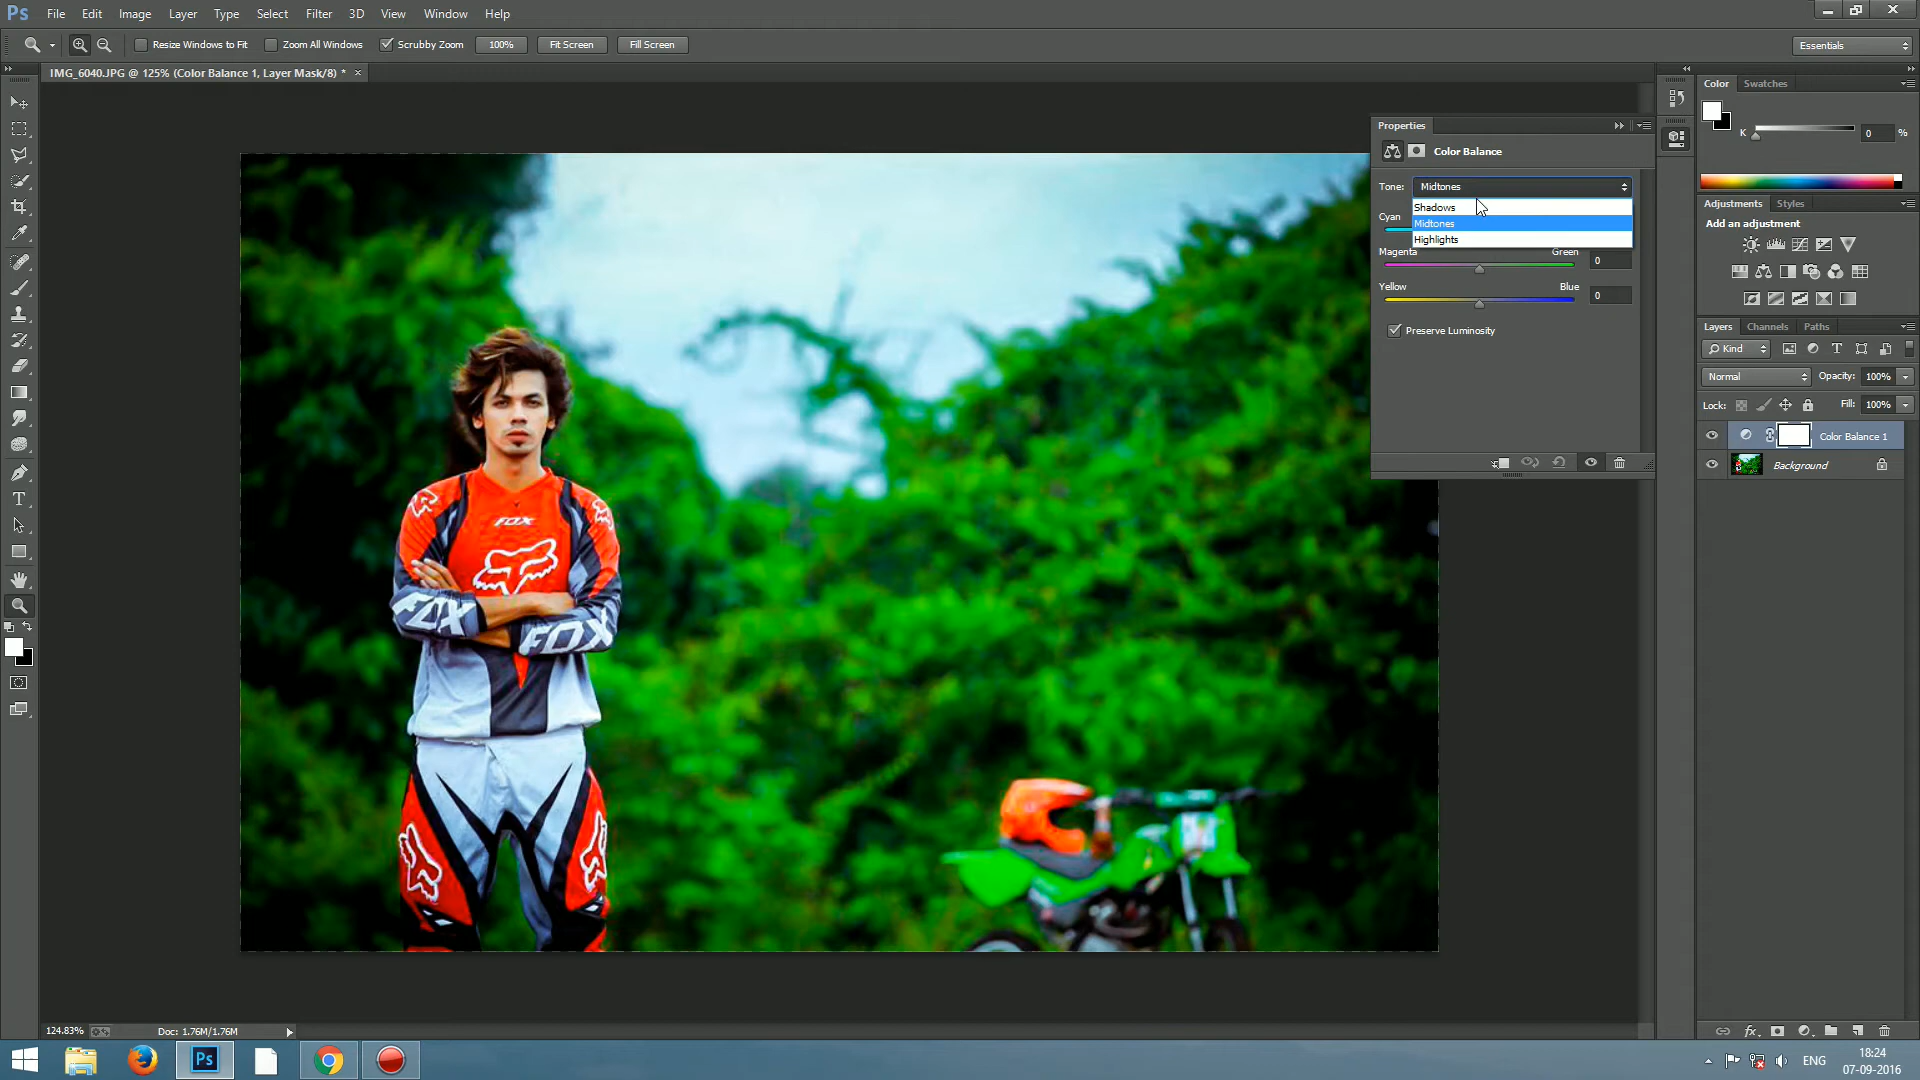 Ps File Edit Image Layer Type Select Filter 3D View Window Help
Resize Windows to Fit Zoom All Windows Scrubby Zoom 100% Fit Screen Fill Screen Essentials
IMG_6040.JPG @ 125% (Color Balance 1, Layer Mask/8) * ×
Color Swatches
K 0 %
Properties
Color Balance
Tone: Midtones
Shadows
Midtones
Highlights
Cyan
Magenta Green 0
Yellow Blue 0
Preserve Luminosity
Adjustments Styles
Add an adjustment
Layers Channels Paths
Kind
Normal Opacity: 100%
Lock: Fill: 100%
Color Balance 1
Background
FOX
FOX
FOX
124.83% Doc: 1.76M/1.76M
Ps
ENG
18:24
07-09-2016